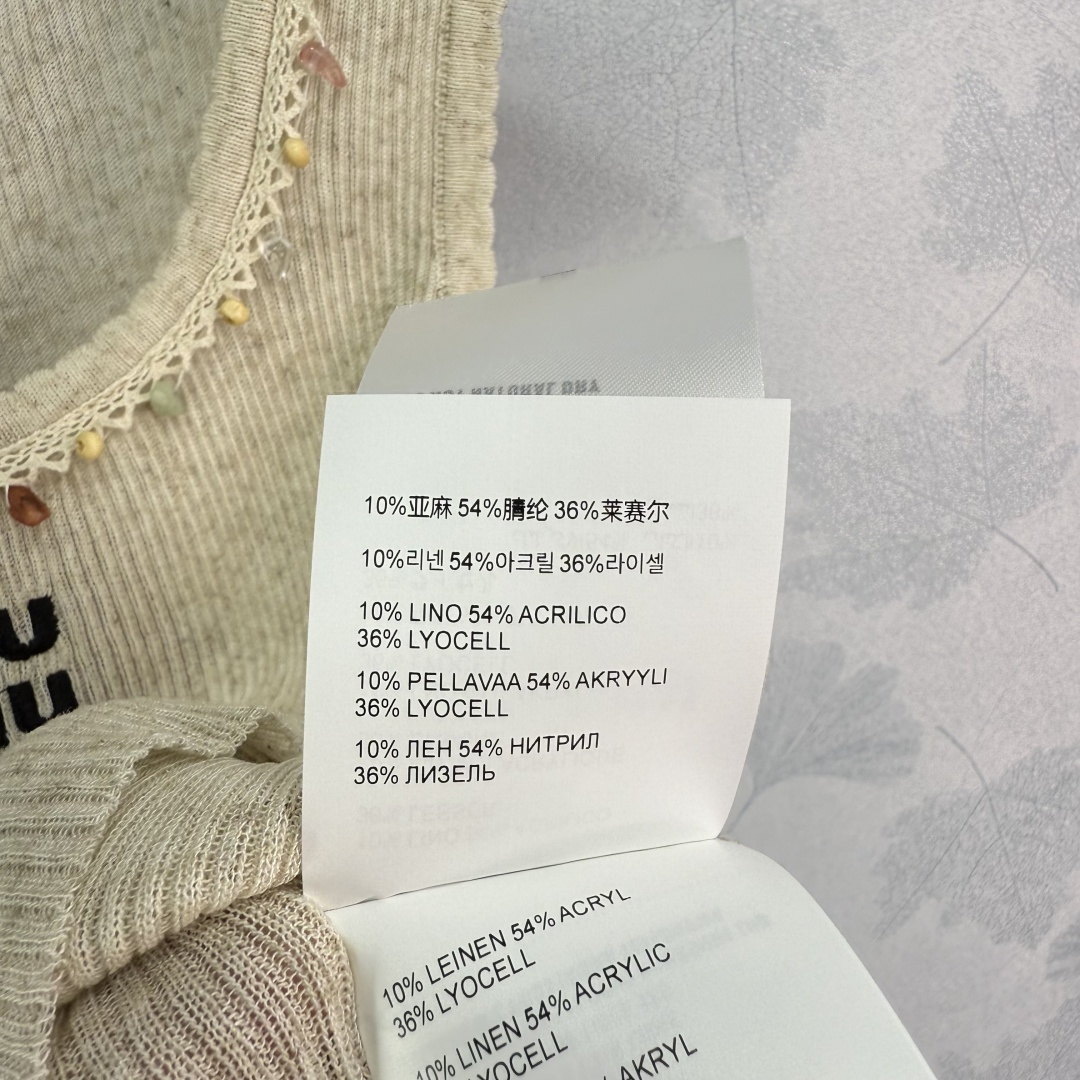 10%亚麻 54%腈纶 36%莱赛尔
10%리넨 54%아크릴 36%라이셀
10% LINO 54% ACRILICO
36% LYOCELL
10% PELLAVAA 54% AKRYYLI
36% LYOCELL
10% ЛЕН 54% НИТРИЛ
36% ЛИЗЕЛЬ
10% LEINEN 54% ACRYL
36% LYOCELL
10% LINEN 54% ACRYLIC
LYOCELL
AKRYL